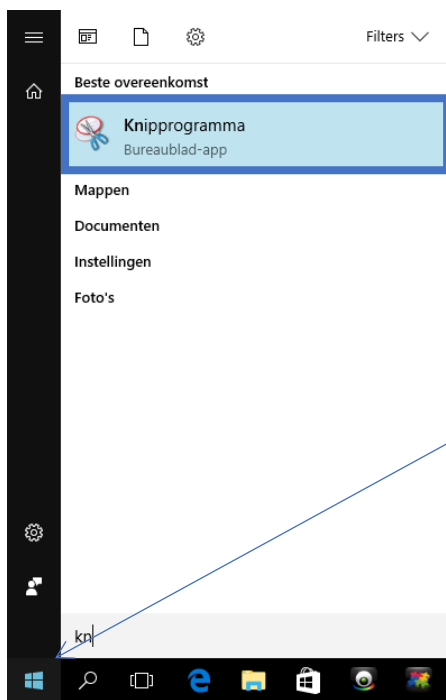 Filters
Beste overeenkomst
Knipprogramma
Bureaublad-app
Mappen
Documenten
Instellingen
Foto's
kn